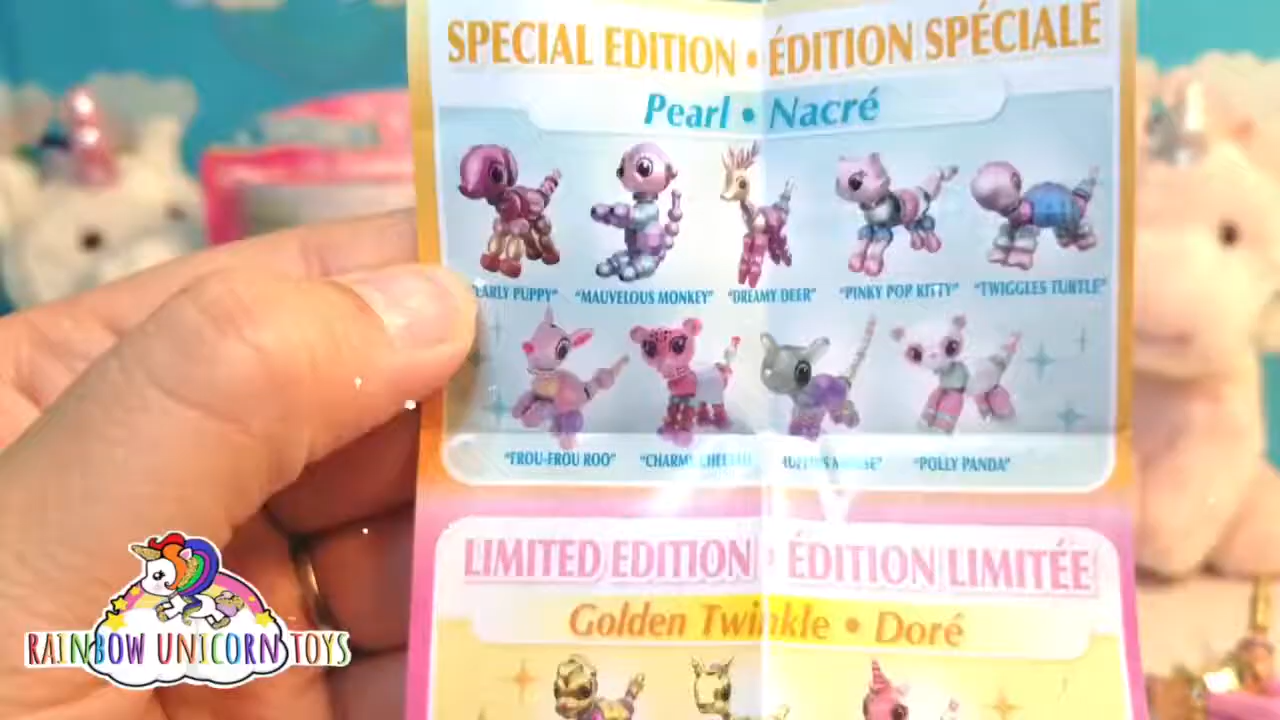 SPECIAL EDITION • ÉDITION SPÉCIALE
Pearl • Nacré
"MAUVELOUS MONKEY" "DREAMY DEER" "PINKY POP KITTY" "TWIGGLES TURTLE"
"FROU-FROU ROO" "POLLY PANDA"
LIMITED EDITION • ÉDITION LIMITÉE
Golden Twinkle • Doré
RAINBOW UNICORN TOYS